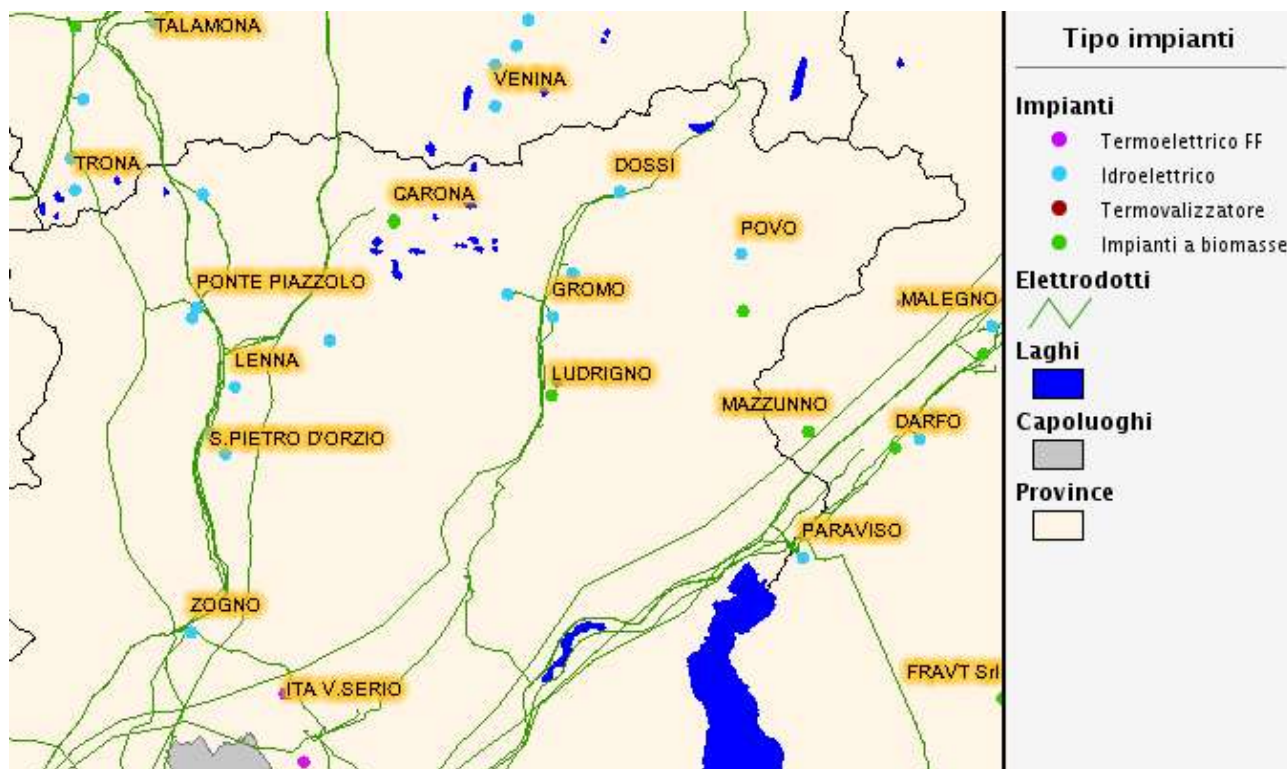 TALAMONA
VENINA
TRONA
DOSSI
CARONA
POVO
PONTE PIAZZOLO
GROMO
MALEGNO
LENNA
LUDRIGNO
MAZZUNNO
DARFO
S.PIETRO D'ORZIO
PARAVISO
ZOGNO
ITA V.SERIO
FRAVT Srl
Tipo impianti
Impianti
Termoelettrico FF
Idroelettrico
Termovalizzatore
Impianti a biomasse
Elettrodotti
Laghi
Capoluoghi
Province